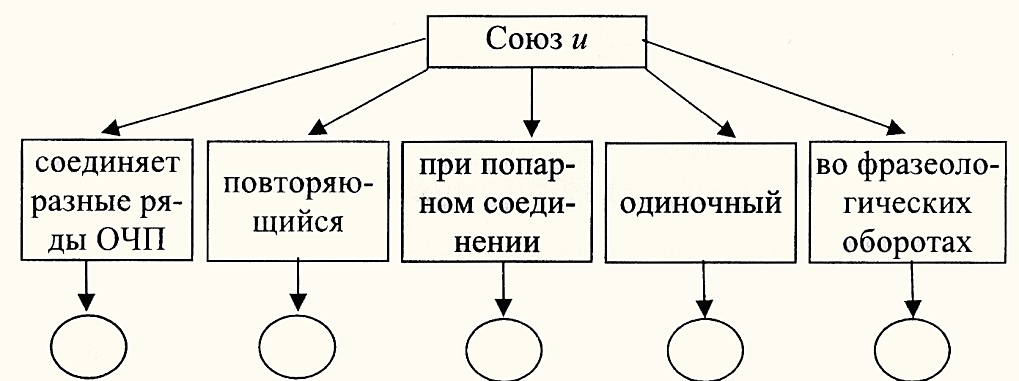 Союз и
соединяет
разные ря-
ды ОЧП
повторяю-
щийся
при попар-
ном соеди-
нении
одиночный
во фразеоло-
гических
оборотах